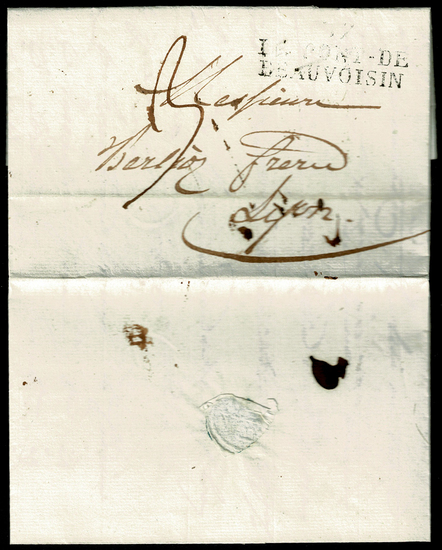 LE PONT-DE
BEAUVOISIN
Messieurs
Berlioz frères
Lyon.